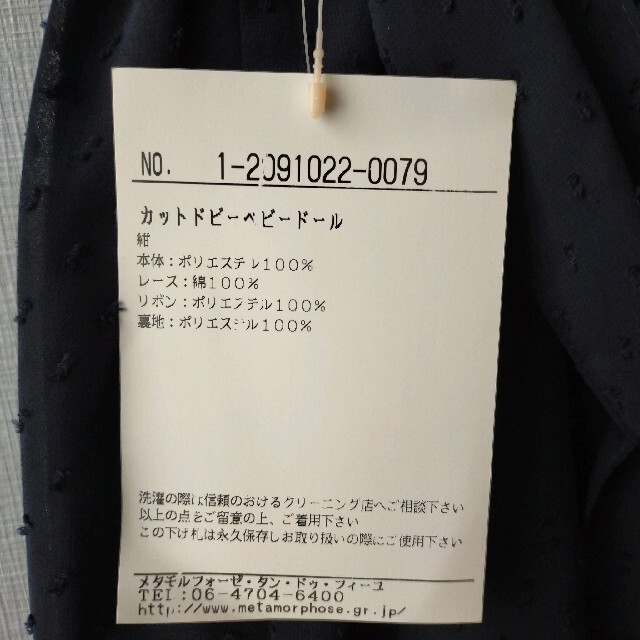 NO. 1-2091022-0079
カットドビーベビードール
紺
本体：ポリエステル１００％
レース：綿１００％
リボン：ポリエステル１００％
裏地：ポリエステル１００％
洗濯の際は信頼のおけるクリーニング店へご相談下さい
以上の点をご留意の上、ご着用下さい
この下げ札は永久保存しお取り扱いの際にご使用下さい
メタモルフォーゼ・タン・ドゥ・フィーユ
TEL:06-4704-6400
http://www.metamorphose.gr.jp/